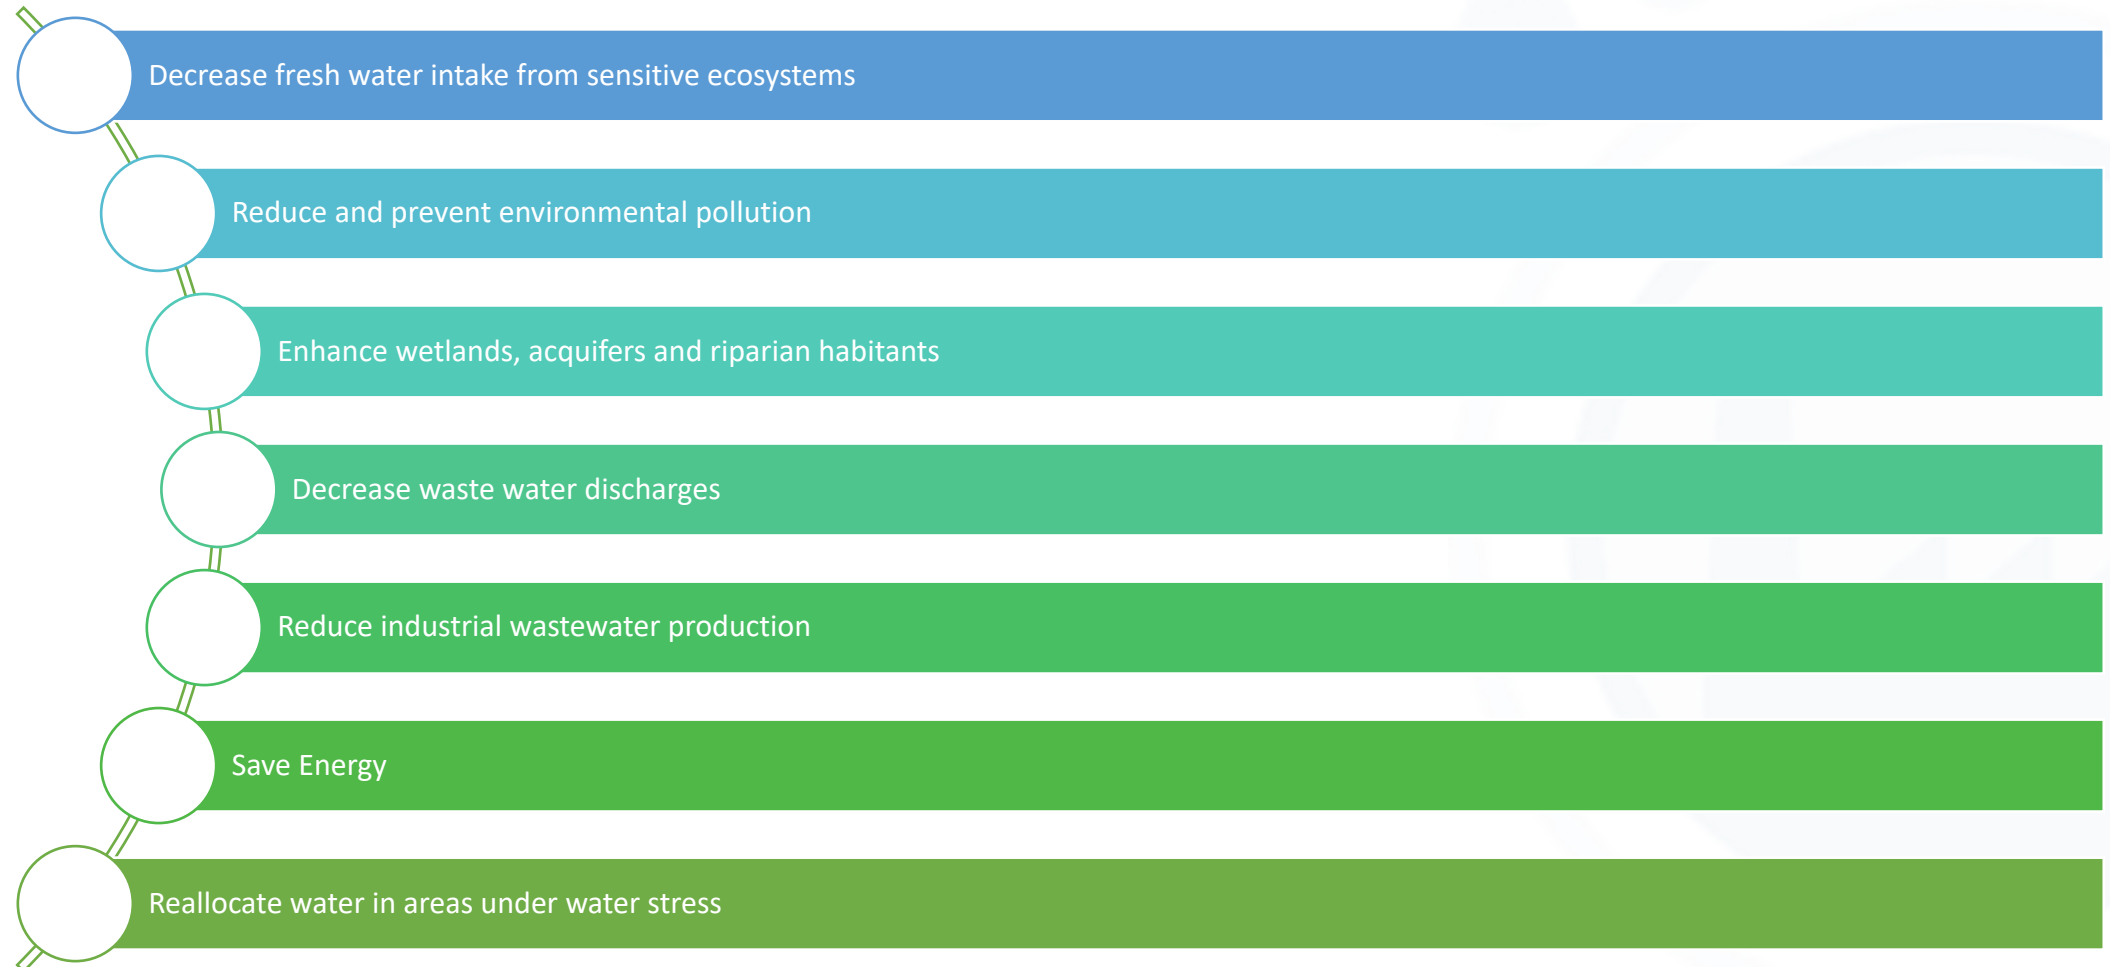 Decrease fresh water intake from sensitive ecosystems
Reduce and prevent environmental pollution
Enhance wetlands, acquifers and riparian habitants
Decrease waste water discharges
Reduce industrial wastewater production
Save Energy
Reallocate water in areas under water stress